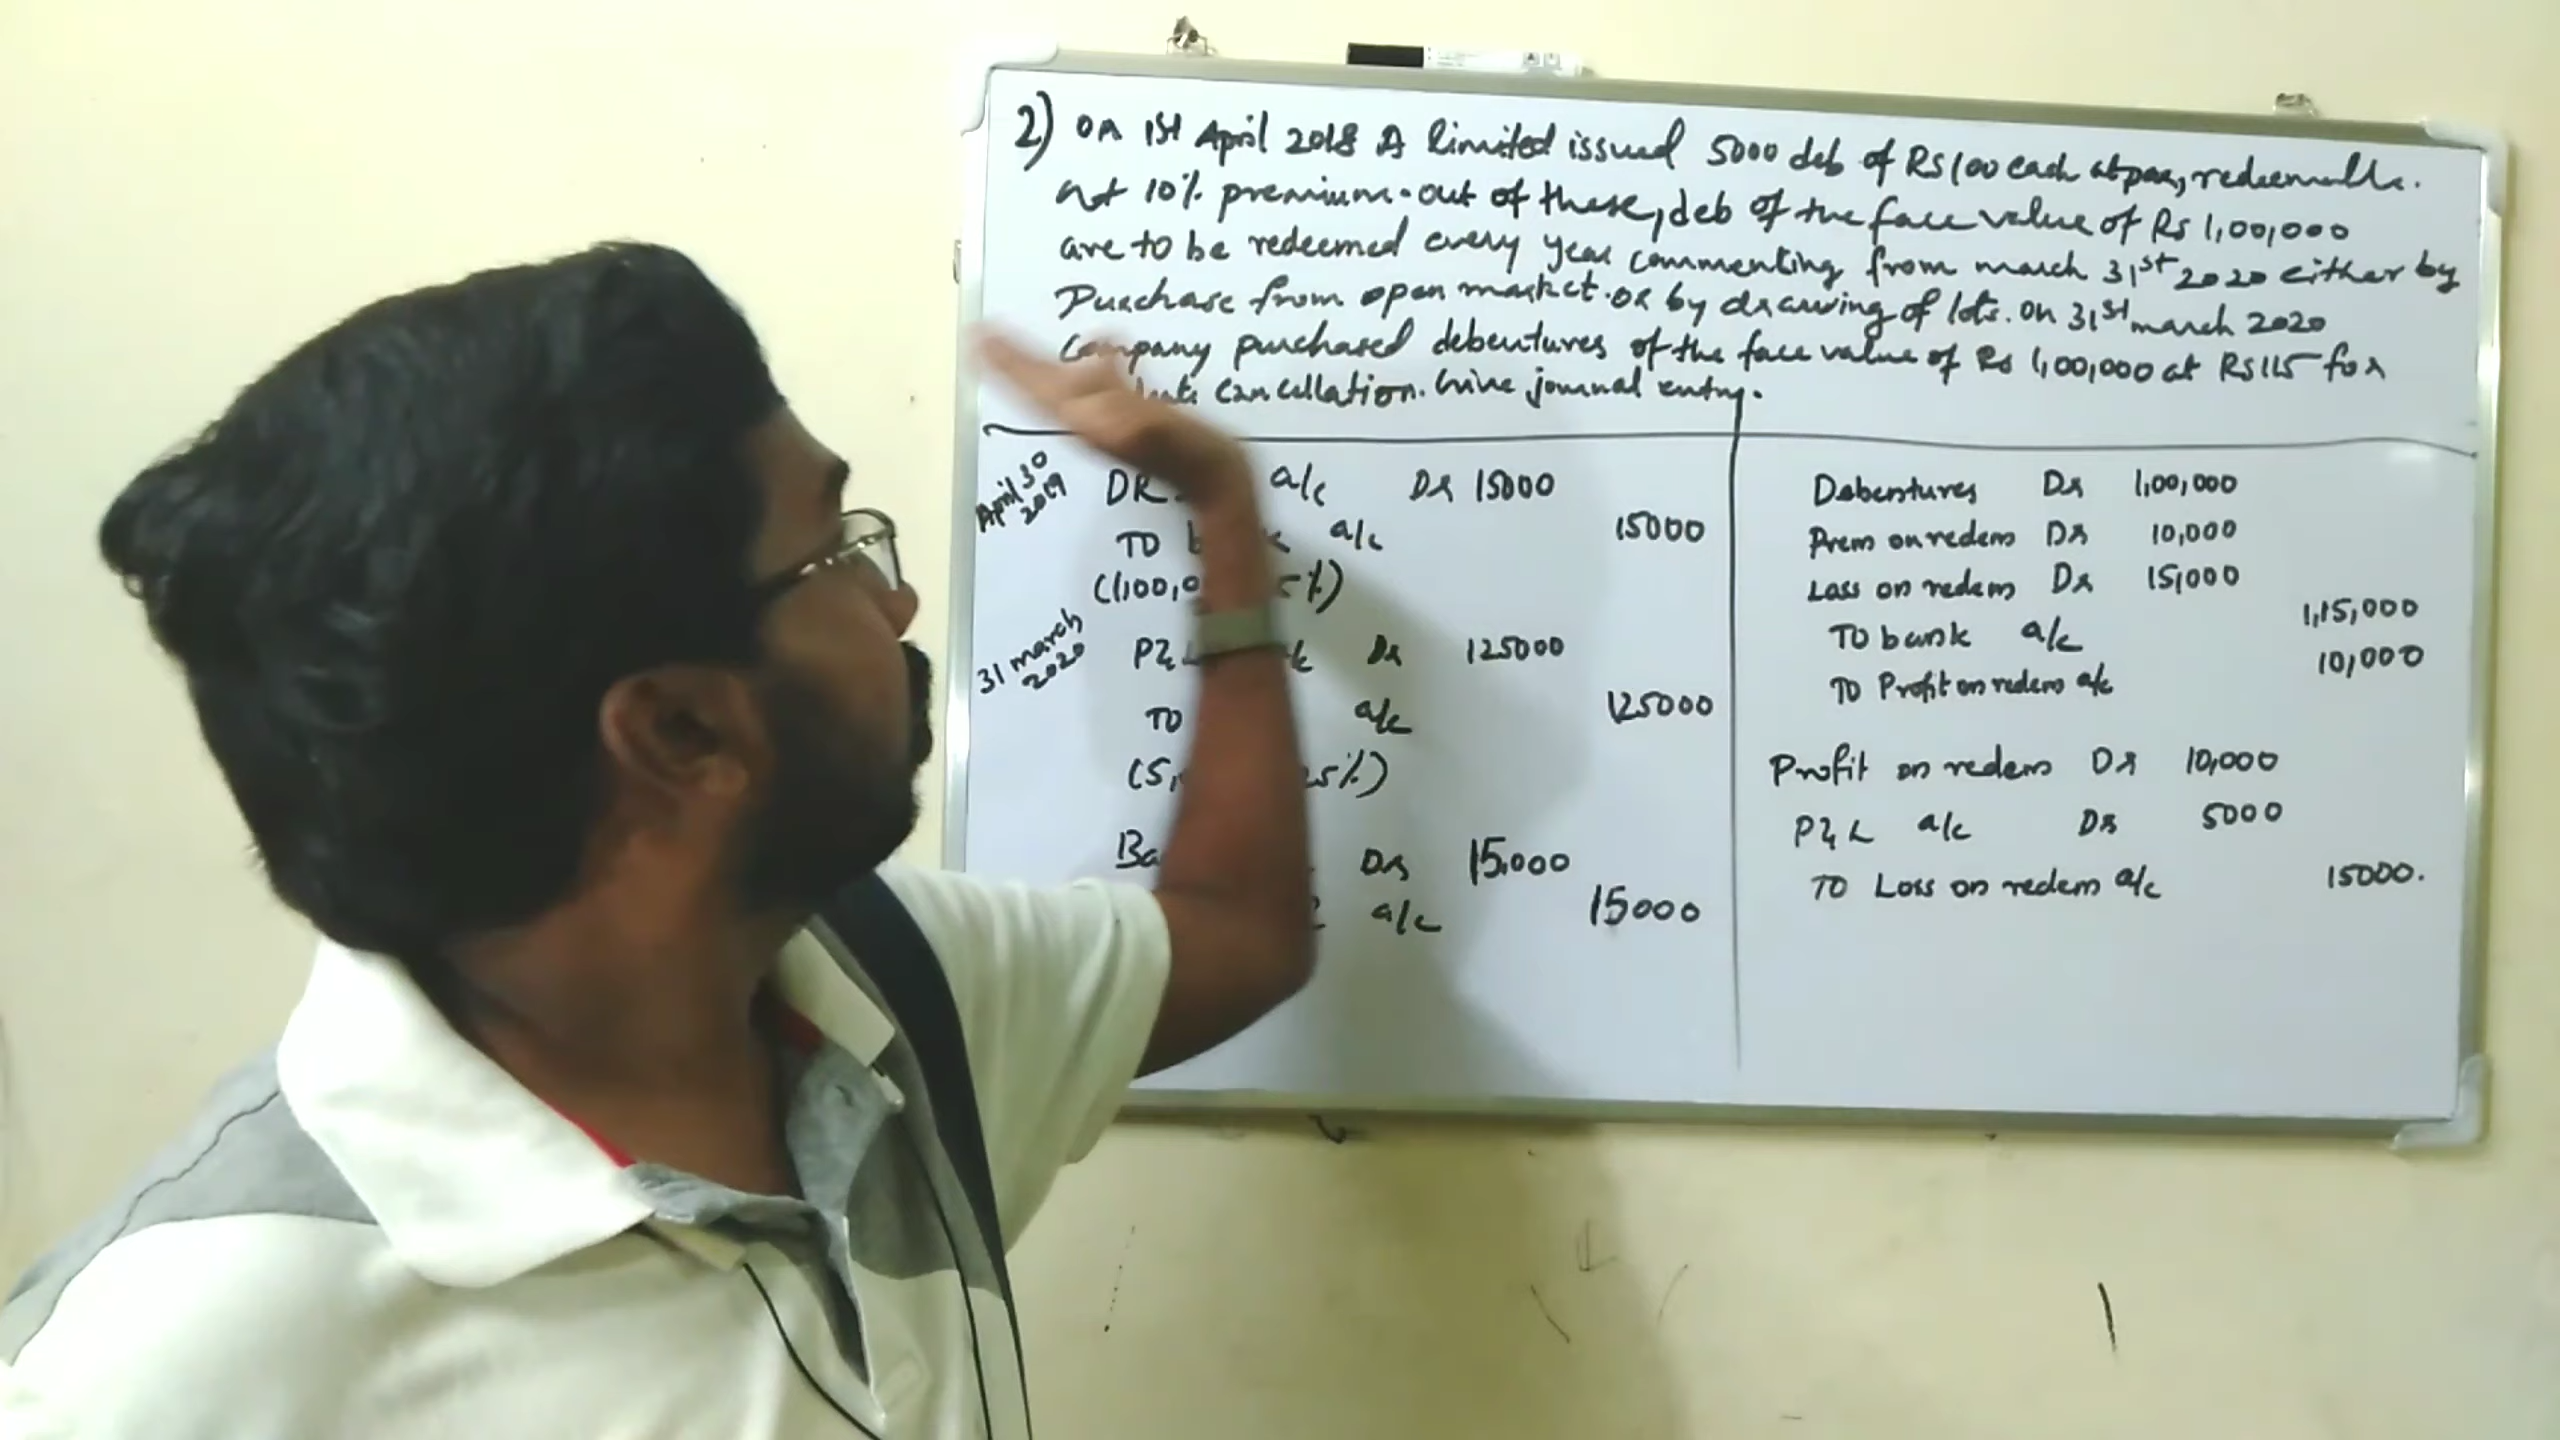 2) on 1st April 2018 A limited issued 5000 deb of Rs 100 each at par, redeemable.
at 10% premium. out of these, deb of the face value of Rs 1,00,000
are to be redeemed every year commenting from march 31st 2020 either by
Purchase from open market. or by drawing of lots. on 31st march 2020
Company purchased debentures of the face value of Rs 1,00,000 at Rs 115 for
cancellation. Give journal entry.
April 30 2019
a/c Dr 15000
TO a/c 15000
31 march 2020
Dr 125000
TO a/c 125000
Dr 15,000
a/c 15000
Debentures Dr 1,00,000
Prem on redem Dr 10,000
Loss on redem Dr 15,000
TO bank a/c 1,15,000
TO Profit on redem a/c 10,000
Profit on redem Dr 10,000
P&L a/c Dr 5000
TO Loss on redem a/c 15000.